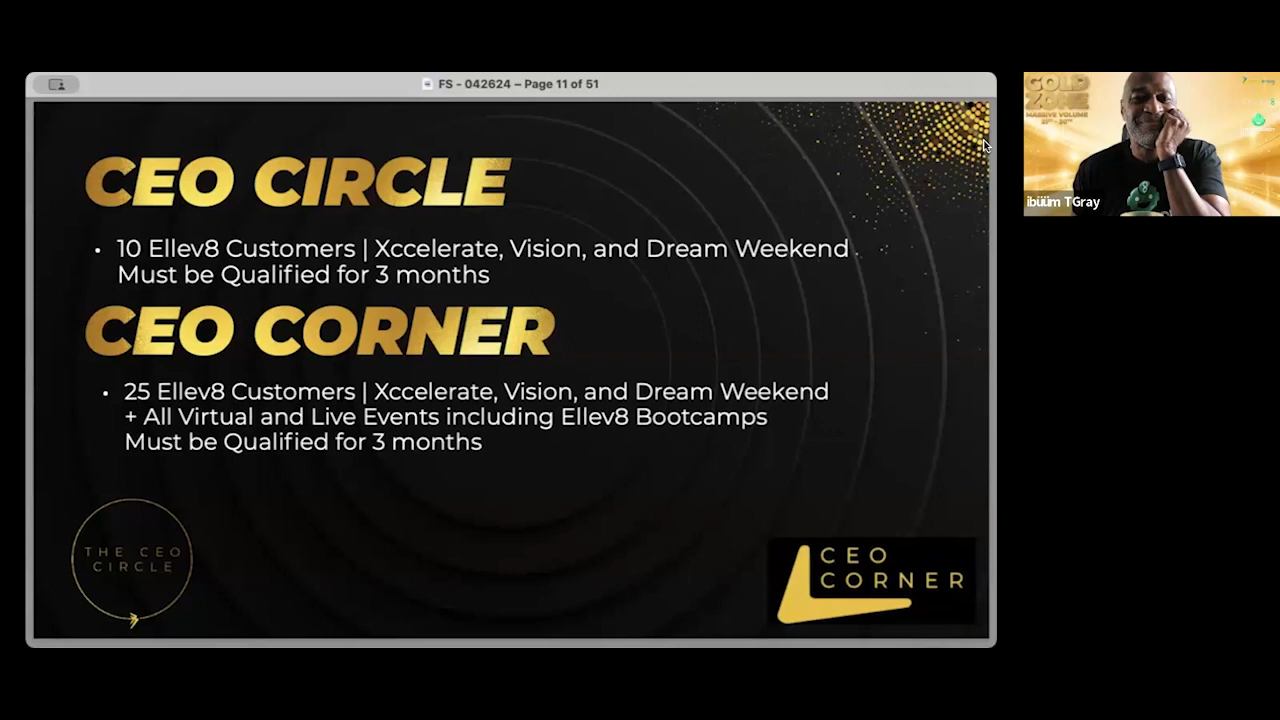 FS - 042624 – Page 11 of 51
CEO CIRCLE
• 10 Ellev8 Customers | Xccelerate, Vision, and Dream Weekend
Must be Qualified for 3 months
CEO CORNER
• 25 Ellev8 Customers | Xccelerate, Vision, and Dream Weekend
+ All Virtual and Live Events including Ellev8 Bootcamps
Must be Qualified for 3 months
THE CEO
CIRCLE
CEO
CORNER
GOLD
ZONE
MASSIVE VOLUME
ibüüm TGray